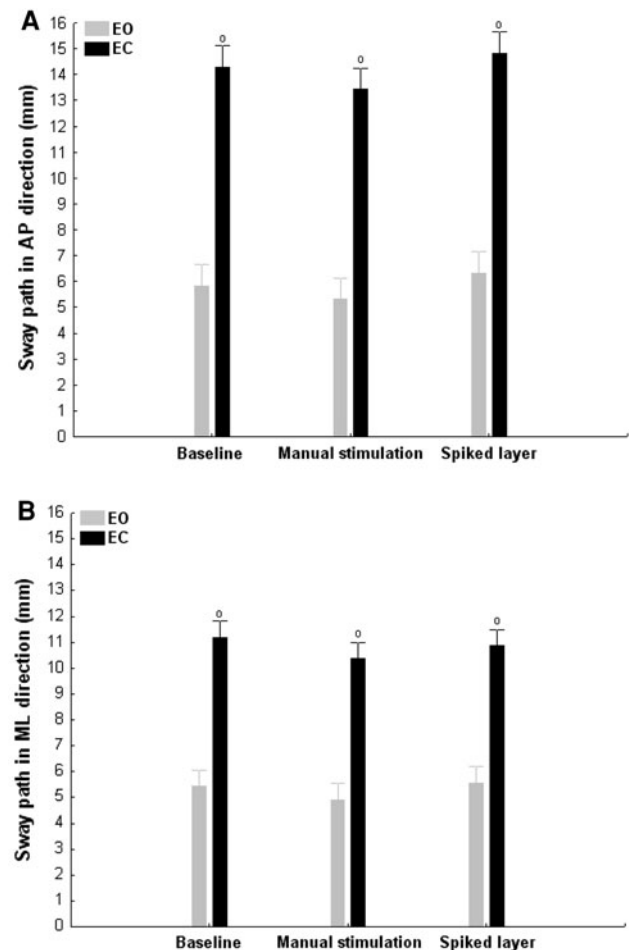 A
EO
EC
Sway path in AP direction (mm)
16
15
14
13
12
11
10
9
8
7
6
5
4
3
2
1
0
o
o
o
Baseline Manual stimulation Spiked layer
B
EO
EC
Sway path in ML direction (mm)
16
15
14
13
12
11
10
9
8
7
6
5
4
3
2
1
0
o
o
o
Baseline Manual stimulation Spiked layer